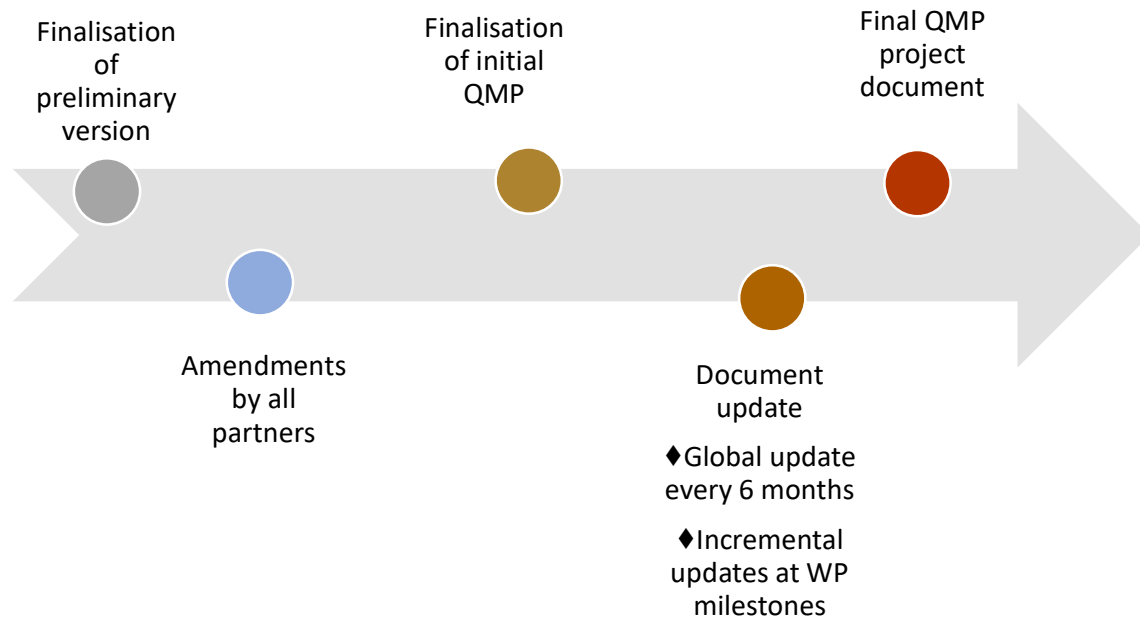 Finalisation
of
preliminary
version
Amendments
by all
partners
Finalisation
of initial
QMP
Document
update
♦Global update
every 6 months
♦Incremental
updates at WP
milestones
Final QMP
project
document